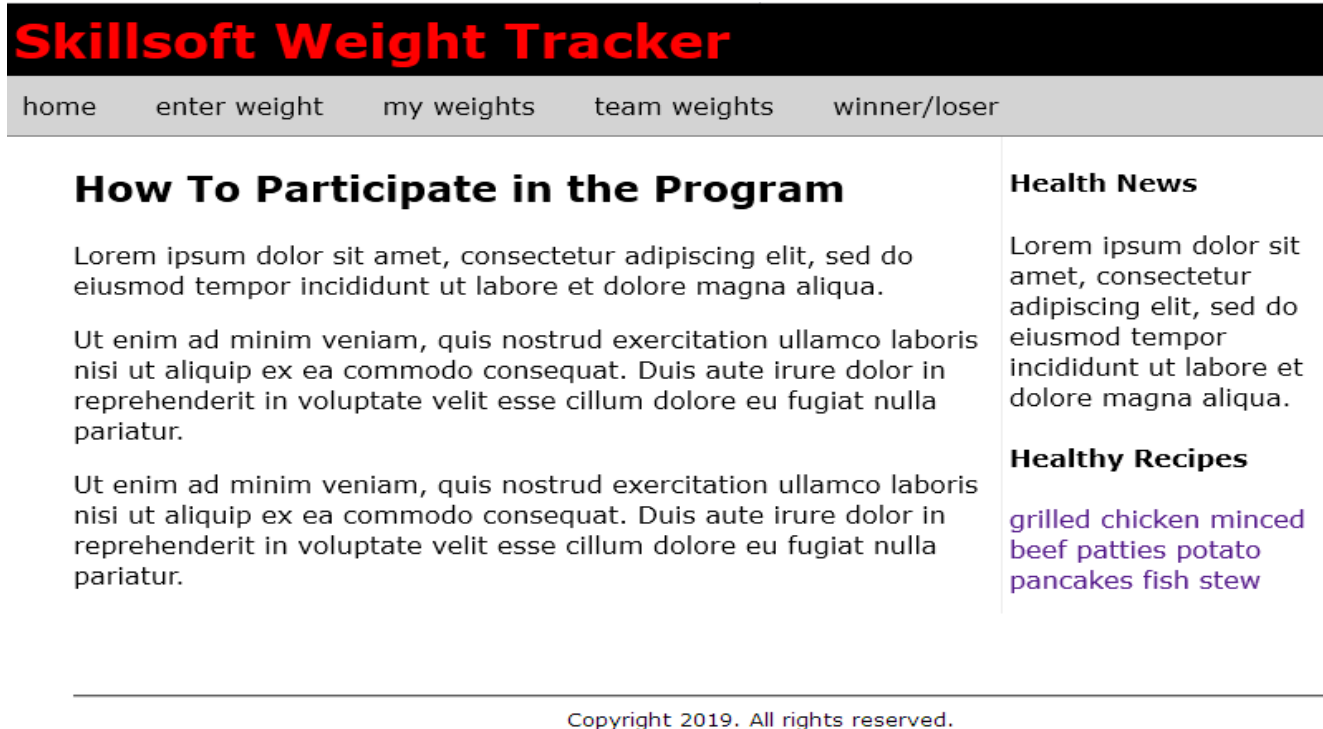 Skillsoft Weight Tracker
home enter weight my weights team weights winner/loser
How To Participate in the Program
Lorem ipsum dolor sit amet, consectetur adipiscing elit, sed do
eiusmod tempor incididunt ut labore et dolore magna aliqua.
Ut enim ad minim veniam, quis nostrud exercitation ullamco laboris
nisi ut aliquip ex ea commodo consequat. Duis aute irure dolor in
reprehenderit in voluptate velit esse cillum dolore eu fugiat nulla
pariatur.
Ut enim ad minim veniam, quis nostrud exercitation ullamco laboris
nisi ut aliquip ex ea commodo consequat. Duis aute irure dolor in
reprehenderit in voluptate velit esse cillum dolore eu fugiat nulla
pariatur.
Health News
Lorem ipsum dolor sit
amet, consectetur
adipiscing elit, sed do
eiusmod tempor
incididunt ut labore et
dolore magna aliqua.
Healthy Recipes
grilled chicken minced
beef patties potato
pancakes fish stew
Copyright 2019. All rights reserved.